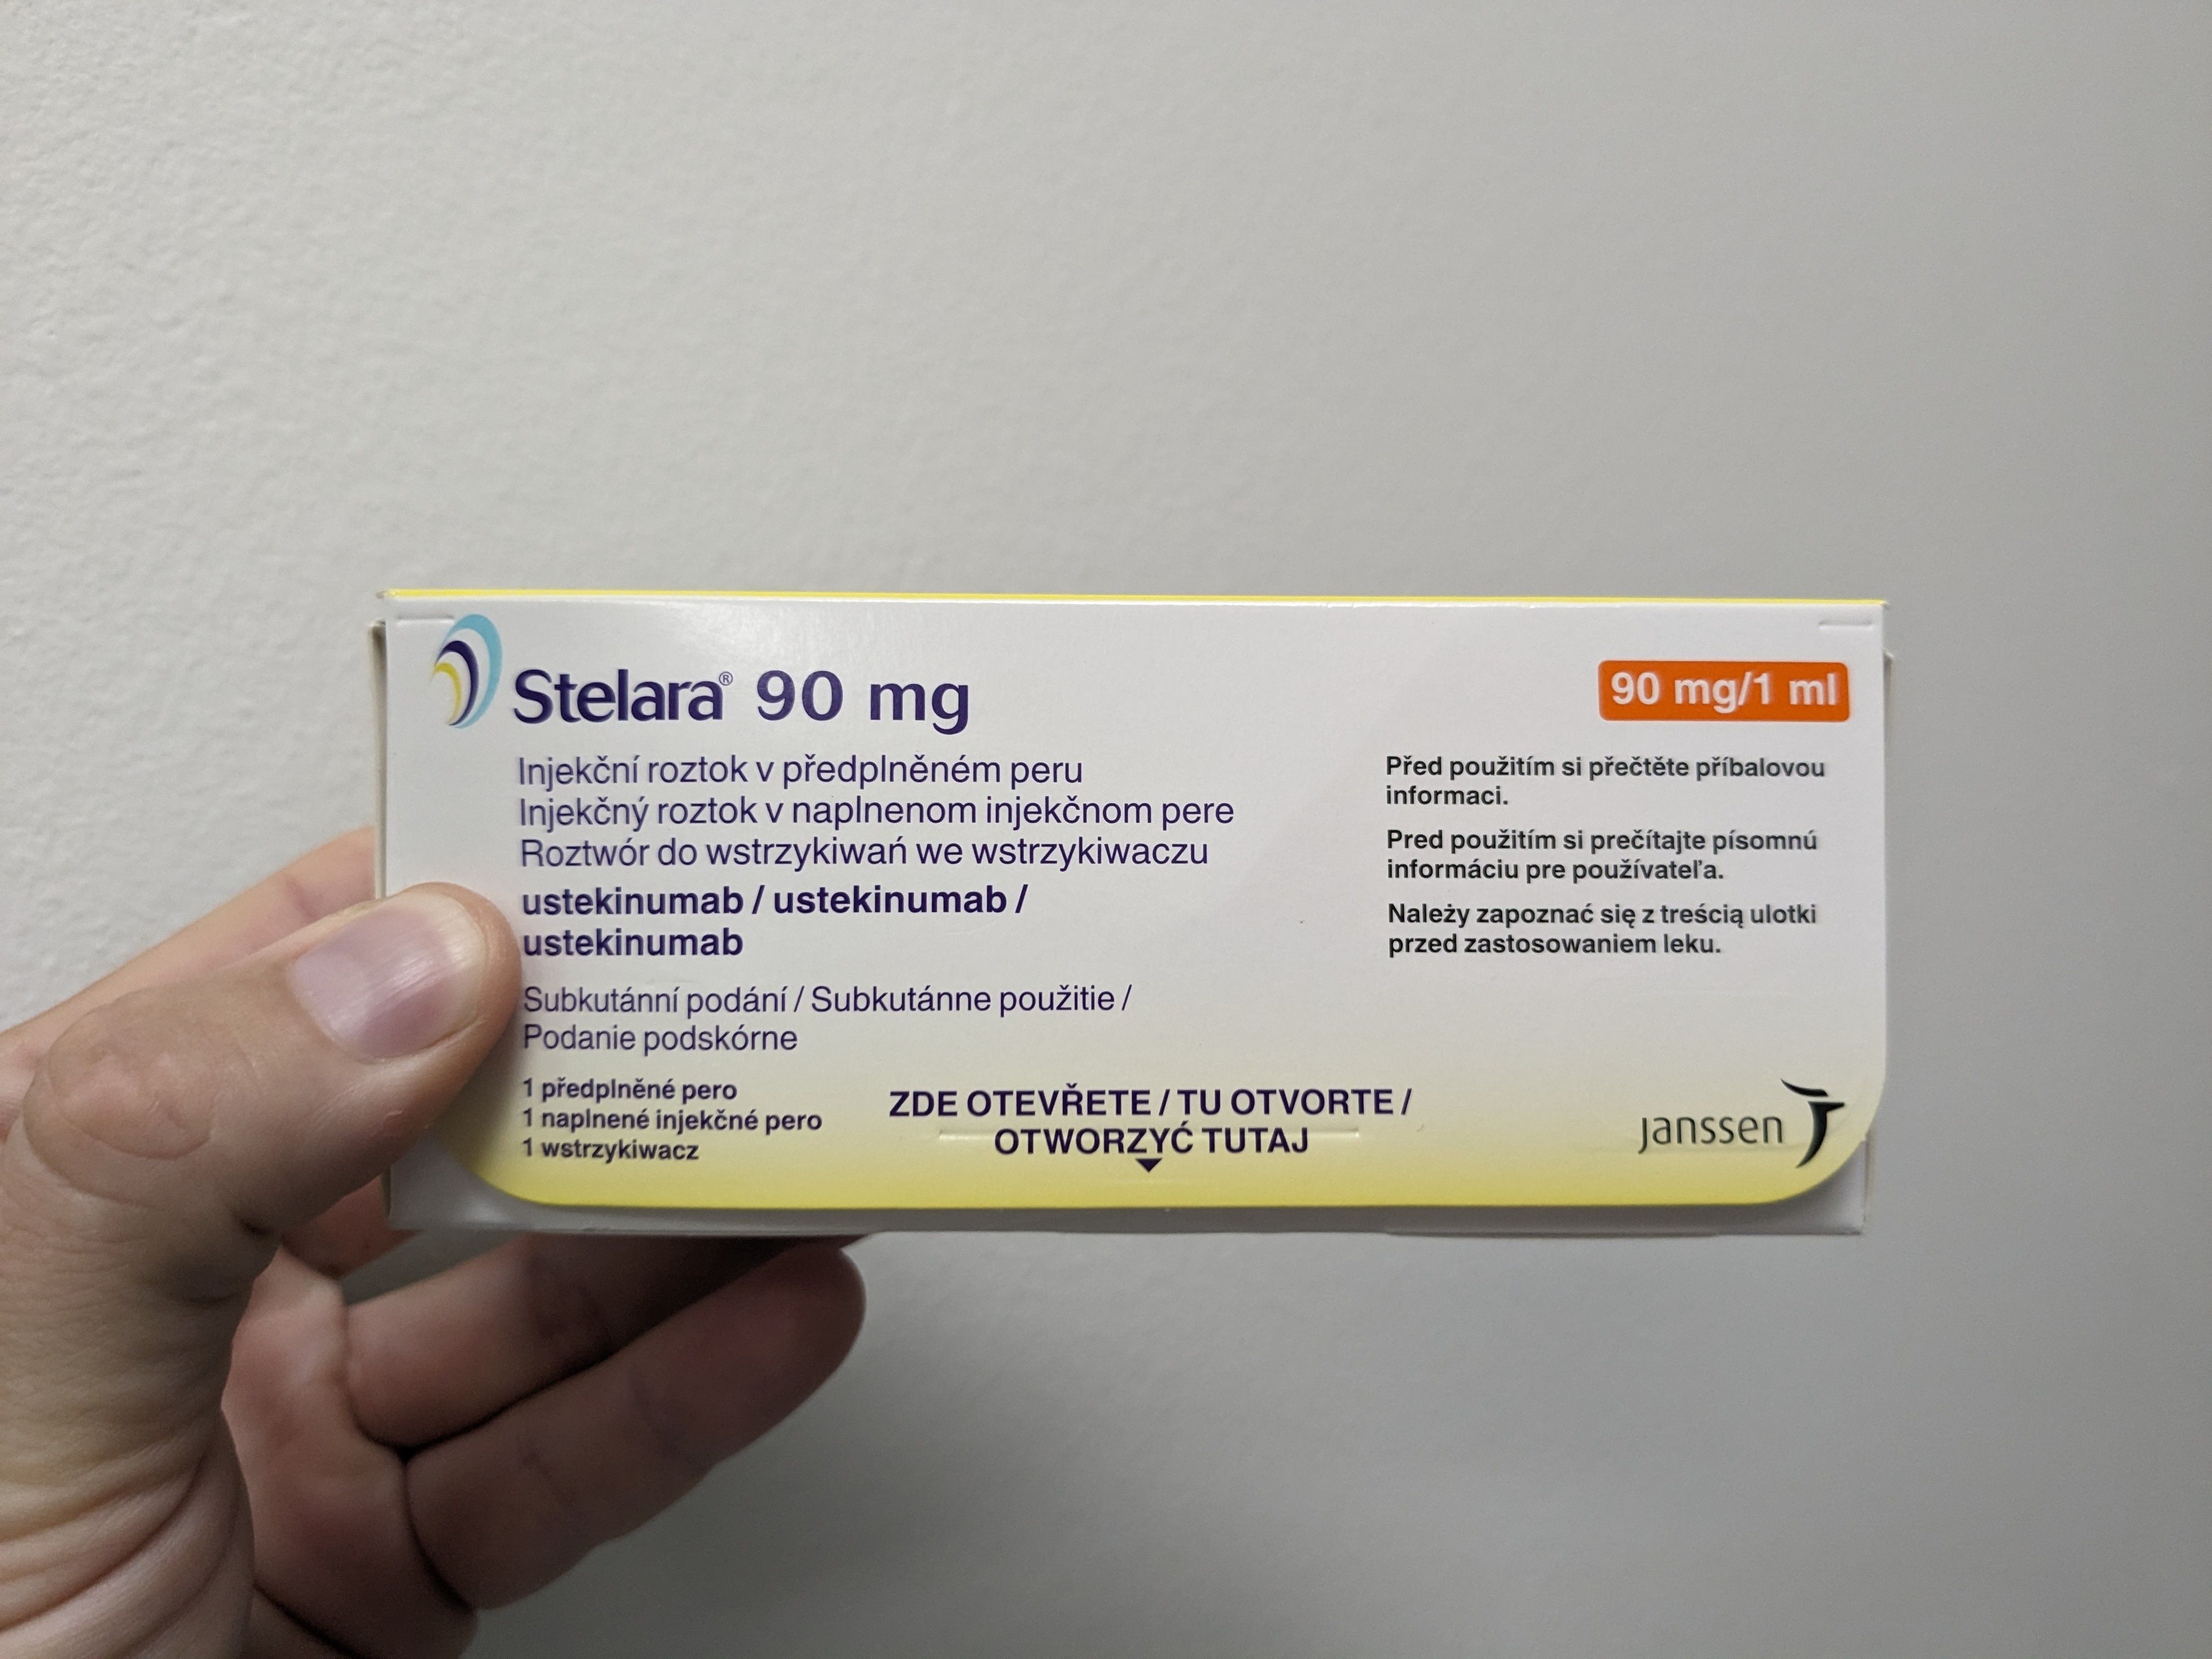 Stelara® 90 mg
90 mg/1 ml
Injekční roztok v předplněném peru
Injekčný roztok v naplnenom injekčnom pere
Roztwór do wstrzykiwań we wstrzykiwaczu
ustekinumab / ustekinumab /
ustekinumab
Subkutánní podání / Subkutánne použitie /
Podanie podskórne
1 předplněné pero
1 naplnené injekčné pero
1 wstrzykiwacz
ZDE OTEVŘETE / TU OTVORTE /
OTWORZYĆ TUTAJ
Před použitím si přečtěte příbalovou
informaci.
Pred použitím si prečítajte písomnú
informáciu pre používateľa.
Należy zapoznać się z treścią ulotki
przed zastosowaniem leku.
janssen